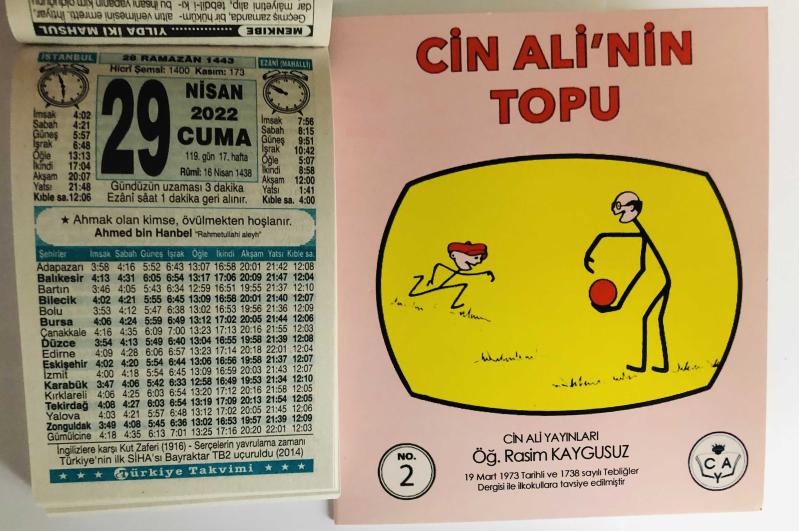 MENKIBE YILDA İKİ MAHSUL
Geçmiş zamanda, bir hüküm-
İSTANBUL
28 RAMAZÂN 1443
Hicrî Şemsî: 1400 Kasım: 173
EZÂNÎ (MAHALLÎ)
29
NİSAN
2022
CUMA
119. gün 17. hafta
Rûmî: 16 Nisan 1438
İmsak 4:02
Sabah 4:21
Güneş 5:57
İşrak 6:48
Öğle 13:13
İkindi 17:04
Akşam 20:07
Yatsı 21:48
Kıble sa. 12:06
İmsak 7:56
Sabah 8:15
Güneş 9:51
İşrak 10:42
Öğle 5:07
İkindi 8:58
Akşam 12:00
Yatsı 1:41
Kıble sa. 4:00
Gündüzün uzaması 3 dakika
Ezânî sâat 1 dakika geri alınır.
★ Ahmak olan kimse, övülmekten hoşlanır.
Ahmed bin Hanbel "Rahmetullahi aleyh"
Şehirler İmsak Sabah Güneş İşrak Öğle İkindi Akşam Yatsı Kıble sa.
Adapazarı 3:58 4:16 5:52 6:43 13:07 16:58 20:01 21:42 12:08
Balıkesir 4:13 4:31 6:05 6:54 13:17 17:06 20:09 21:47 12:04
Bartın 3:46 4:05 5:43 6:34 12:59 16:51 19:55 21:37 12:10
Bilecik 4:02 4:21 5:55 6:45 13:09 16:58 20:01 21:40 12:07
Bolu 3:53 4:12 5:47 6:38 13:02 16:53 19:56 21:36 12:09
Bursa 4:06 4:24 5:59 6:49 13:12 17:02 20:05 21:44 12:06
Çanakkale 4:16 4:35 6:09 7:00 13:23 17:13 20:16 21:55 12:03
Düzce 3:54 4:13 5:49 6:40 13:04 16:55 19:58 21:39 12:08
Edirne 4:09 4:28 6:06 6:57 13:23 17:14 20:18 22:01 12:04
Eskişehir 4:02 4:20 5:54 6:44 13:06 16:56 19:58 21:37 12:07
İzmit 4:00 4:18 5:54 6:45 13:09 16:59 20:03 21:43 12:07
Karabük 3:47 4:06 5:42 6:33 12:58 16:49 19:53 21:34 12:10
Kırklareli 4:06 4:25 6:03 6:54 13:20 17:12 20:16 21:58 12:05
Tekirdağ 4:08 4:27 6:03 6:54 13:19 17:09 20:13 21:54 12:05
Yalova 4:03 4:21 5:57 6:48 13:12 17:02 20:05 21:45 12:06
Zonguldak 3:49 4:08 5:45 6:36 13:02 16:53 19:57 21:39 12:09
Gümülcine 4:18 4:35 6:13 7:01 13:25 17:16 20:20 22:01 12:03
İngilizlere karşı Kut Zaferi (1916) - Serçelerin yavrulama zamanı
Türkiye'nin ilk SİHA'sı Bayraktar TB2 uçuruldu (2014)
Türkiye Takvimi
CİN ALİ'NİN
TOPU
NO.
2
CİN ALİ YAYINLARI
Öğ. Rasim KAYGUSUZ
19 Mart 1973 Tarihli ve 1738 sayılı Tebliğler
Dergisi ile ilkokullara tavsiye edilmiştir
C A
Y